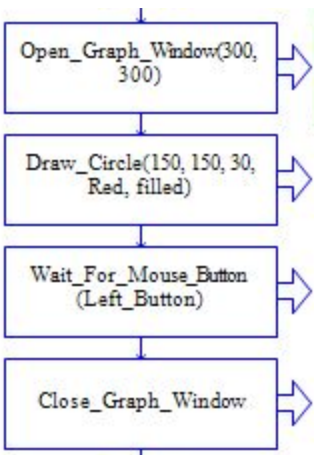 Open_Graph_Window(300,
300)
Draw_Circle(150, 150, 30,
Red, filled)
Wait_For_Mouse_Button
(Left_Button)
Close_Graph_Window